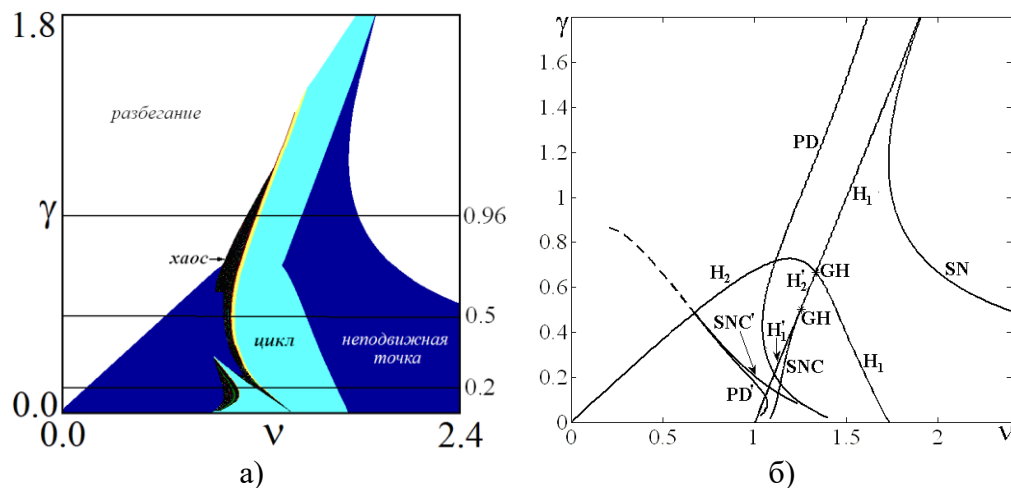 1.8
разбегание
γ
0.96
хаос
0.5
цикл
неподвижная
точка
0.2
0.0
0.0
ν
2.4
а)
γ
1.6
1.4
1.2
1
0.8
0.6
0.4
0.2
0
PD
H₁
SN
H₂
H₂'
GH
GH
SNC'
H₁'
SNC
H₁
PD'
0
0.5
1
1.5
2
ν
б)